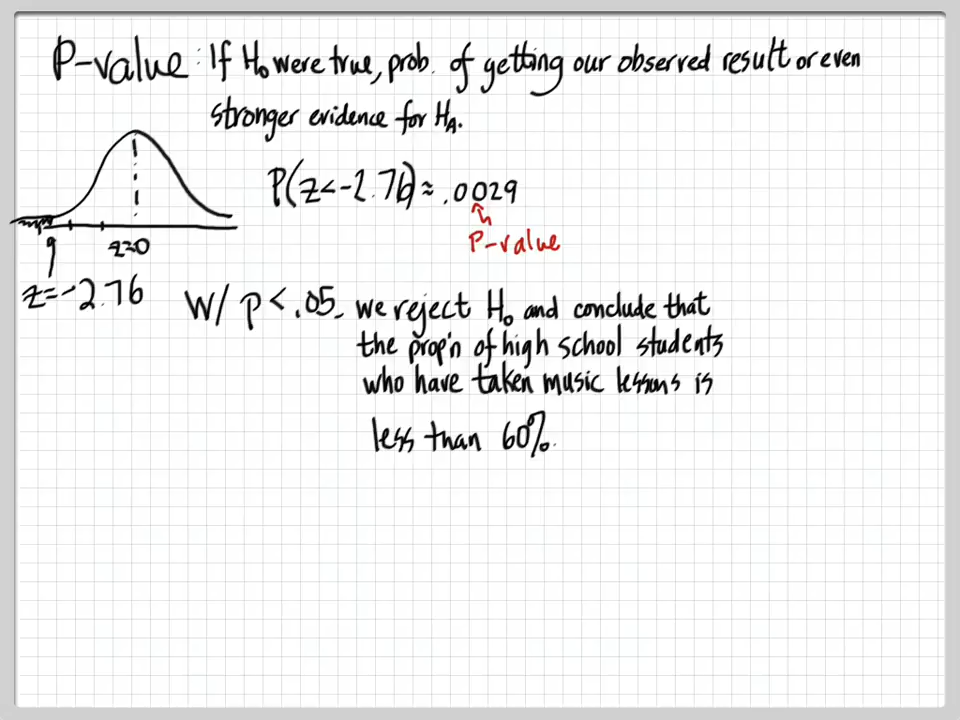 P-value: If H₀ were true, prob. of getting our observed result or even
stronger evidence for Hₐ.
P(z<-2.76)≈.0029
P-value
z=0
z=-2.76
W/ p<.05, we reject H₀ and conclude that
the prop'n of high school students
who have taken music lessons is
less than 60%.